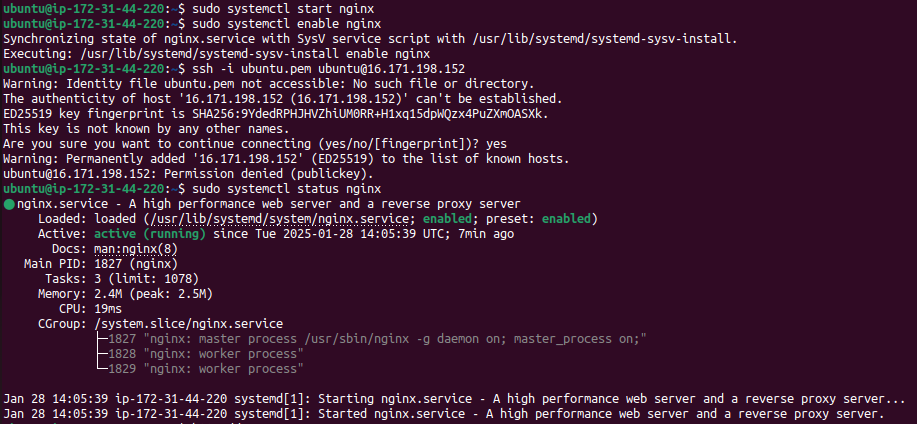 ubuntu@ip-172-31-44-220:~$ sudo systemctl start nginx
ubuntu@ip-172-31-44-220:~$ sudo systemctl enable nginx
Synchronizing state of nginx.service with SysV service script with /usr/lib/systemd/systemd-sysv-install.
Executing: /usr/lib/systemd/systemd-sysv-install enable nginx
ubuntu@ip-172-31-44-220:~$ ssh -i ubuntu.pem ubuntu@16.171.198.152
Warning: Identity file ubuntu.pem not accessible: No such file or directory.
The authenticity of host '16.171.198.152 (16.171.198.152)' can't be established.
ED25519 key fingerprint is SHA256:9YdedRPHJHVZhiUM0RR+H1xq15dpWQzx4PuZXmOASXk.
This key is not known by any other names.
Are you sure you want to continue connecting (yes/no/[fingerprint])? yes
Warning: Permanently added '16.171.198.152' (ED25519) to the list of known hosts.
ubuntu@16.171.198.152: Permission denied (publickey).
ubuntu@ip-172-31-44-220:~$ sudo systemctl status nginx
● nginx.service - A high performance web server and a reverse proxy server
Loaded: loaded (/usr/lib/systemd/system/nginx.service; enabled; preset: enabled)
Active: active (running) since Tue 2025-01-28 14:05:39 UTC; 7min ago
Docs: man:nginx(8)
Main PID: 1827 (nginx)
Tasks: 3 (limit: 1078)
Memory: 2.4M (peak: 2.5M)
CPU: 19ms
CGroup: /system.slice/nginx.service
├─1827 "nginx: master process /usr/sbin/nginx -g daemon on; master_process on;"
├─1828 "nginx: worker process"
└─1829 "nginx: worker process"
Jan 28 14:05:39 ip-172-31-44-220 systemd[1]: Starting nginx.service - A high performance web server and a reverse proxy server...
Jan 28 14:05:39 ip-172-31-44-220 systemd[1]: Started nginx.service - A high performance web server and a reverse proxy server.